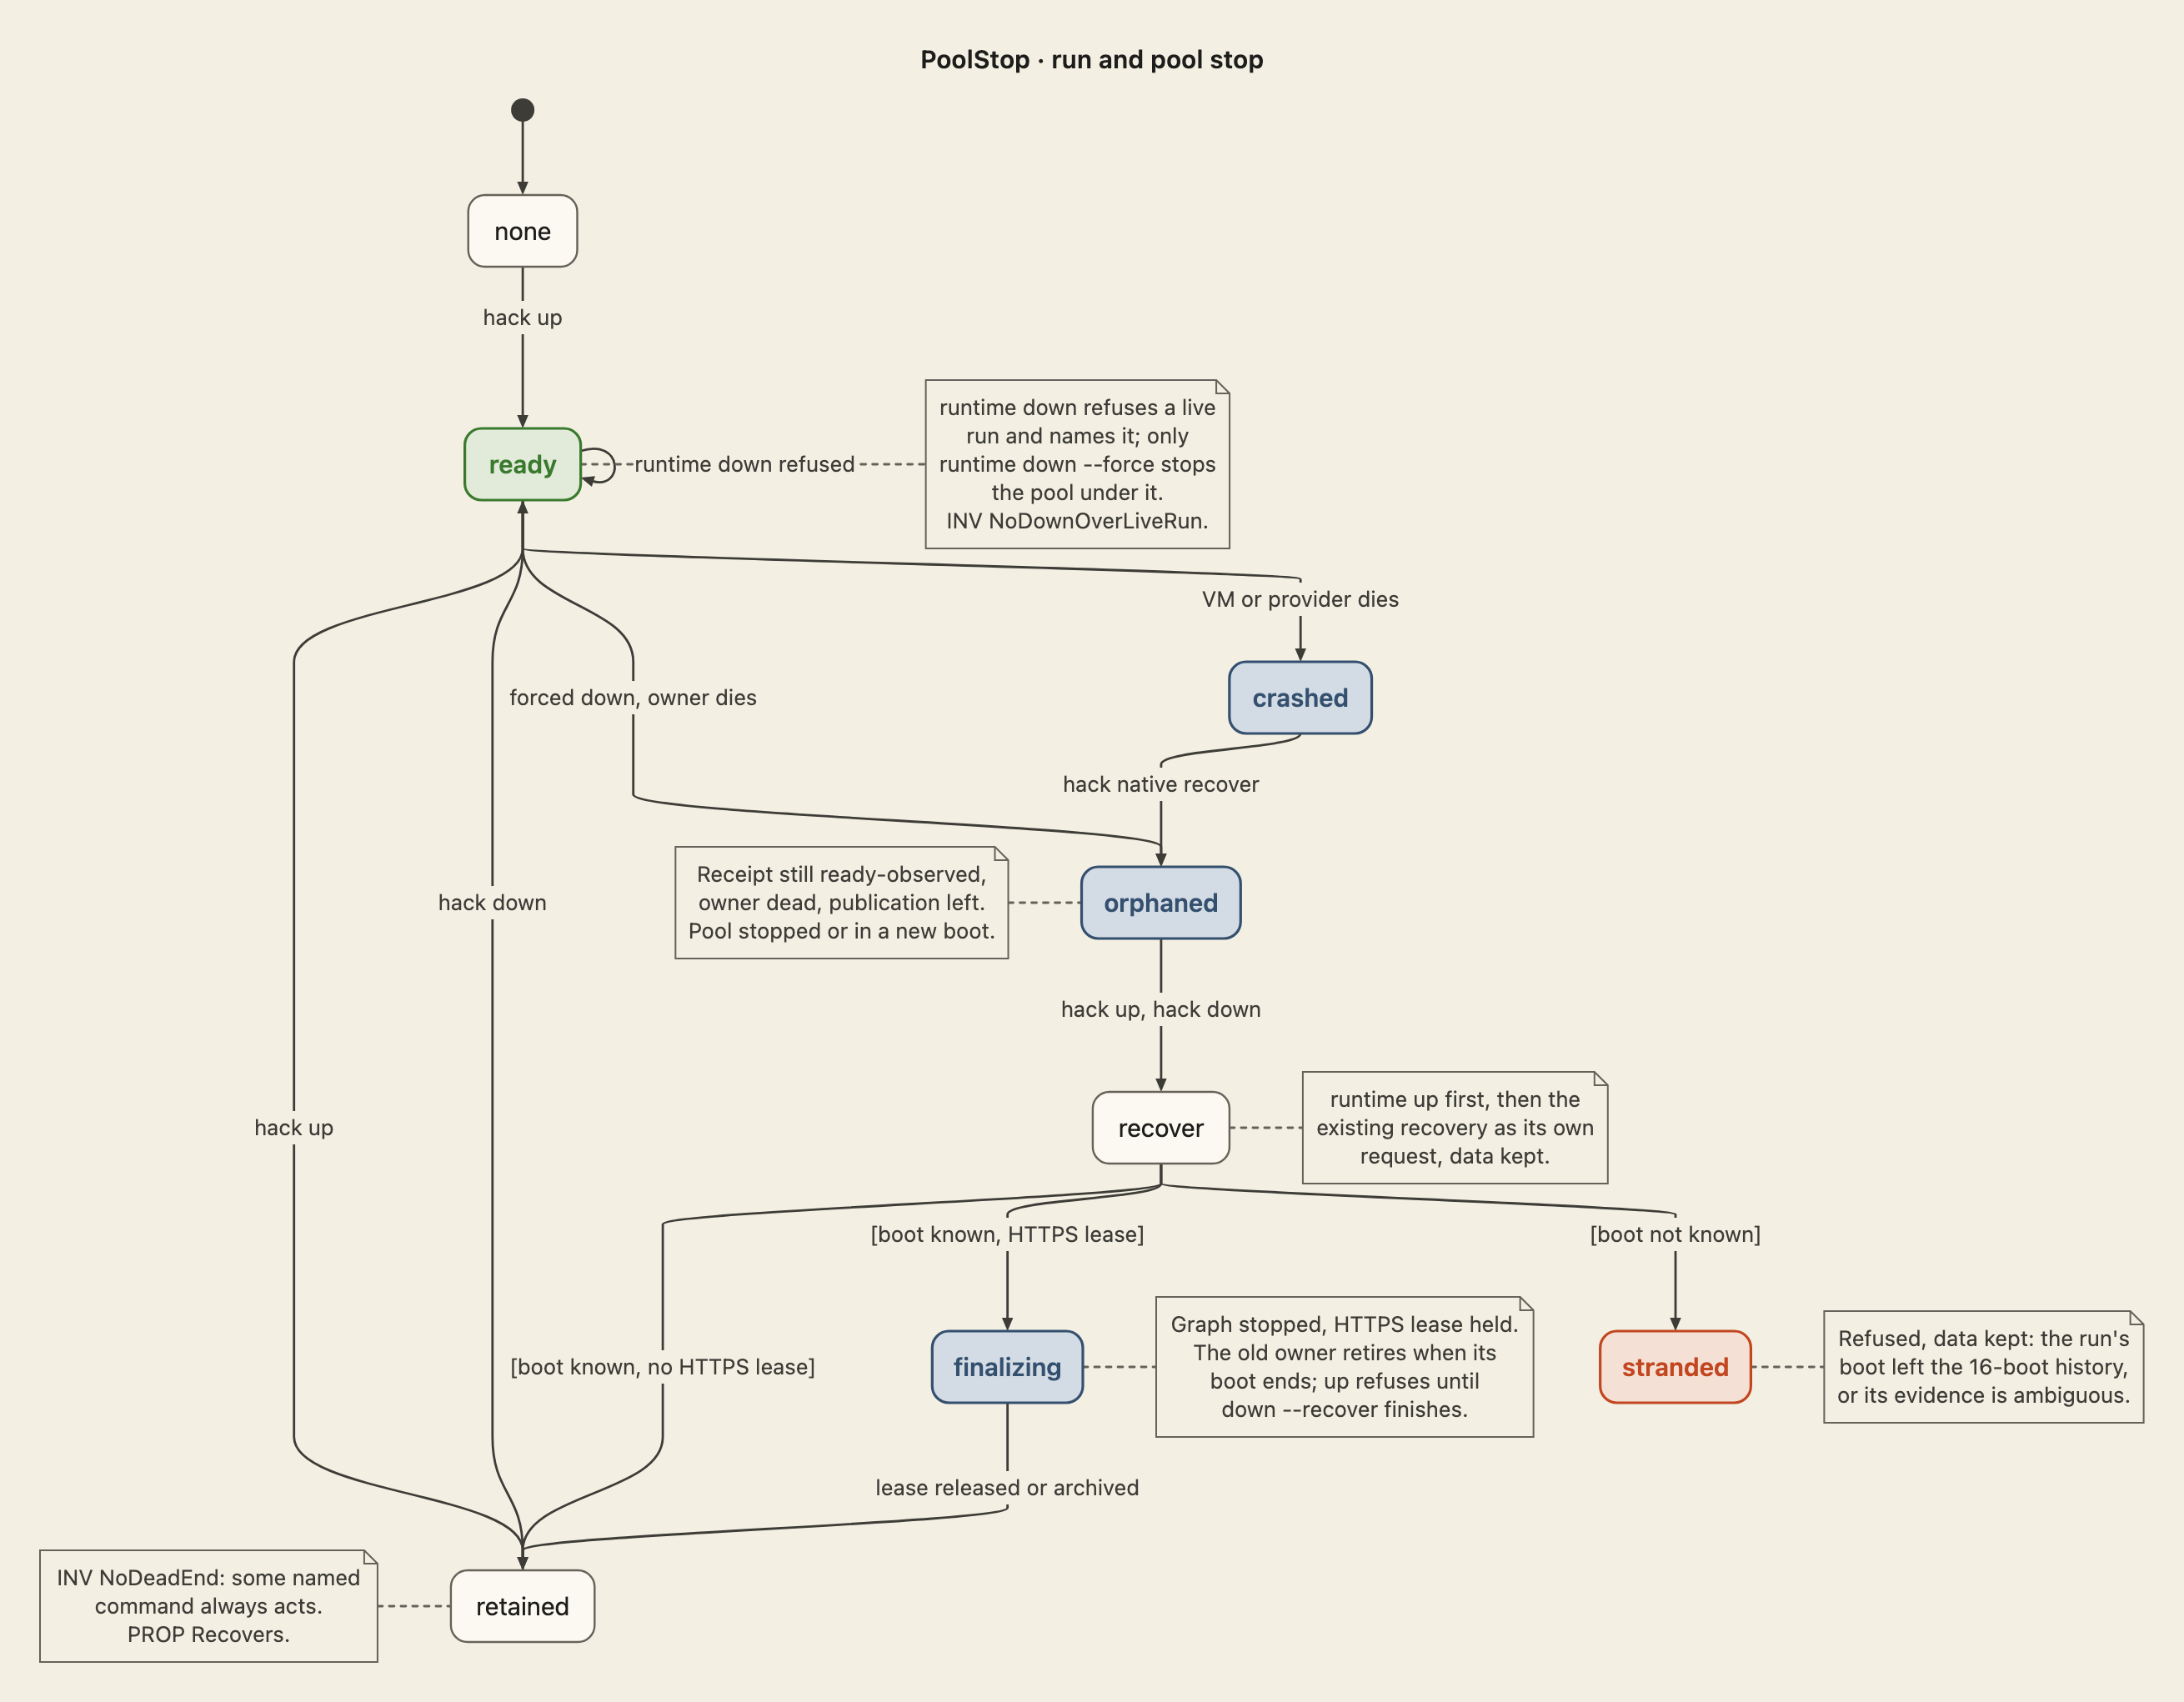 PoolStop · run and pool stop
none
hack up
ready
runtime down refused
runtime down refuses a live
run and names it; only
runtime down --force stops
the pool under it.
INV NoDownOverLiveRun.
VM or provider dies
forced down, owner dies
crashed
hack native recover
Receipt still ready-observed,
owner dead, publication left.
Pool stopped or in a new boot.
orphaned
hack down
hack up, hack down
hack up
recover
runtime up first, then the
existing recovery as its own
request, data kept.
[boot known, HTTPS lease]
[boot not known]
[boot known, no HTTPS lease]
finalizing
Graph stopped, HTTPS lease held.
The old owner retires when its
boot ends; up refuses until
down --recover finishes.
stranded
Refused, data kept: the run's
boot left the 16-boot history,
or its evidence is ambiguous.
lease released or archived
INV NoDeadEnd: some named
command always acts.
PROP Recovers.
retained